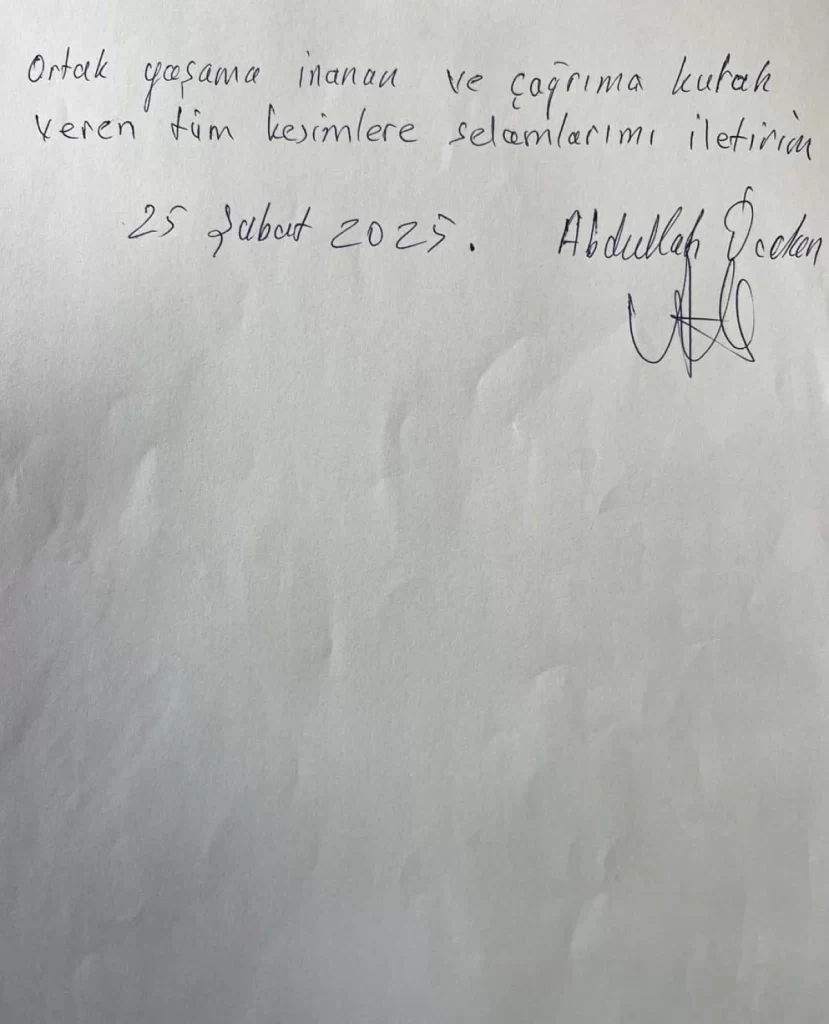 Ortak yaşama inanan ve çağrıma kulak
veren tüm kesimlere selamlarımı iletirim
25 Şubat 2025. Abdullah Öcalan